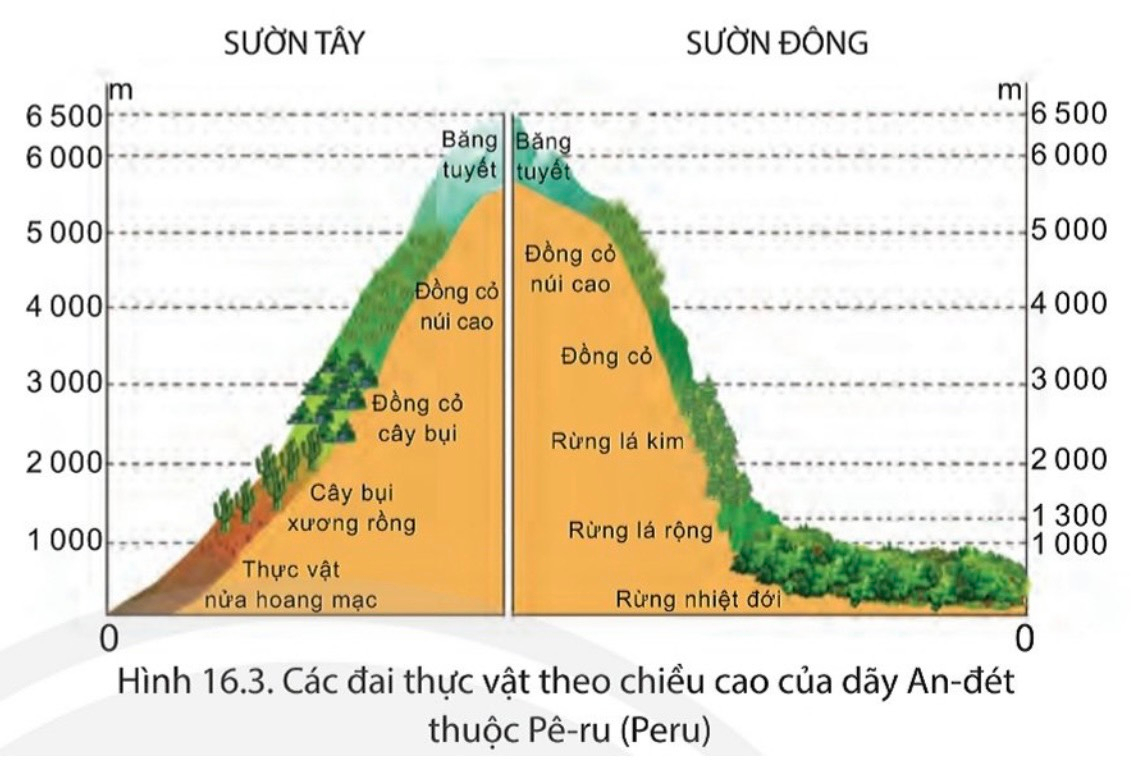 SƯỜN TÂY
SƯỜN ĐÔNG
m
m
6 500
6 000
5 000
4 000
3 000
2 000
1 000
0
Băng
tuyết
Đồng cỏ
núi cao
Đồng cỏ
cây bụi
Cây bụi
xương rồng
Thực vật
nửa hoang mạc
Băng
tuyết
Đồng cỏ
núi cao
Đồng cỏ
Rừng lá kim
Rừng lá rộng
Rừng nhiệt đới
6 500
6 000
5 000
4 000
3 000
2 000
1 300
1 000
0
Hình 16.3. Các đai thực vật theo chiều cao của dãy An-đét
thuộc Pê-ru (Peru)